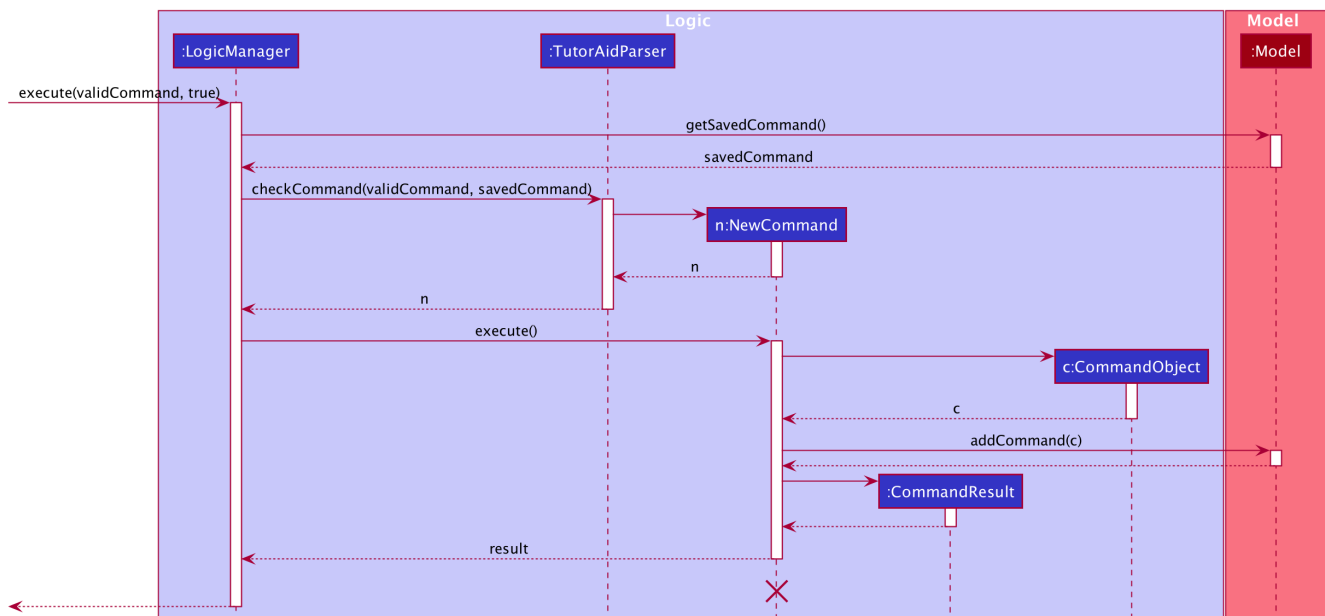 Logic
Model
:LogicManager
:TutorAidParser
:Model
execute(validCommand, true)
getSavedCommand()
savedCommand
checkCommand(validCommand, savedCommand)
n:NewCommand
n
n
execute()
c:CommandObject
c
addCommand(c)
:CommandResult
result